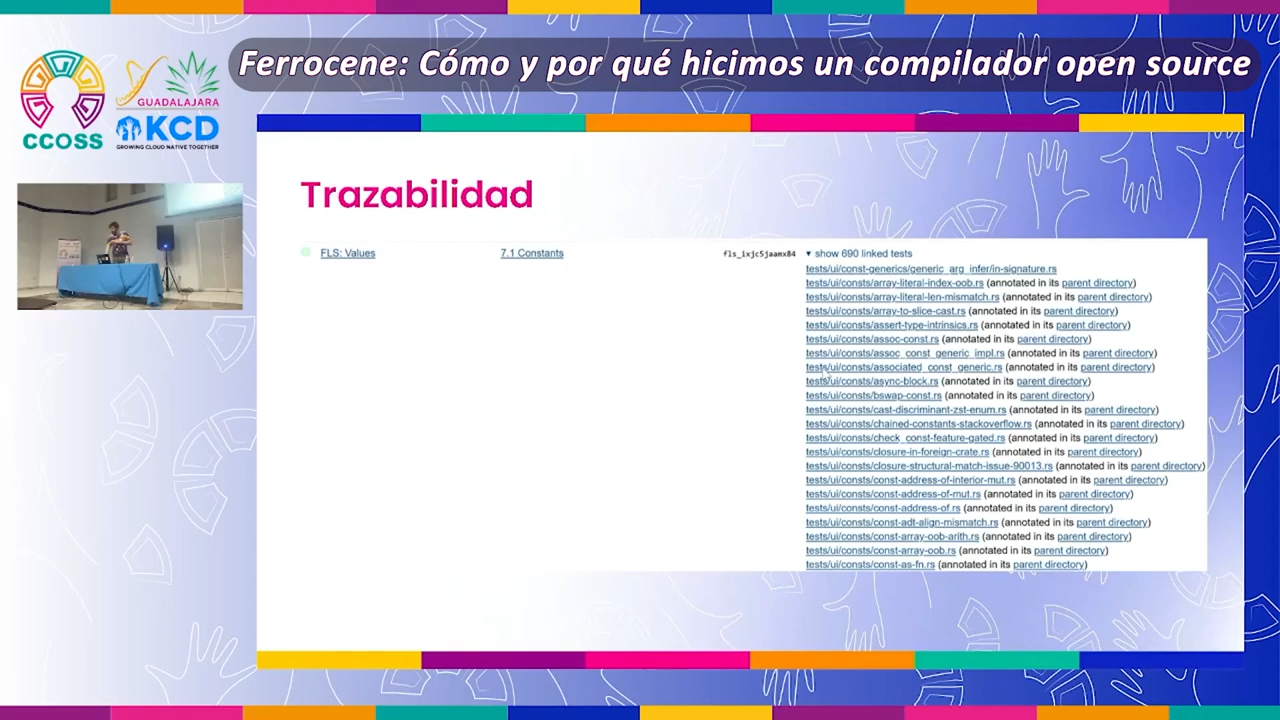 Ferrocene: Cómo y por qué hicimos un compilador open source
CCOSS
GUADALAJARA
KCD
GROWING CLOUD NATIVE TOGETHER
Trazabilidad
FLS: Values 7.1 Constants fls_ixjc5jaamx84 ▼ show 690 linked tests
tests/ui/const-generics/generic_arg_infer/in-signature.rs
tests/ui/consts/array-literal-index-oob.rs (annotated in its parent directory)
tests/ui/consts/array-literal-len-mismatch.rs (annotated in its parent directory)
tests/ui/consts/array-to-slice-cast.rs (annotated in its parent directory)
tests/ui/consts/assert-type-intrinsics.rs (annotated in its parent directory)
tests/ui/consts/assoc-const.rs (annotated in its parent directory)
tests/ui/consts/assoc_const_generic_impl.rs (annotated in its parent directory)
tests/ui/consts/associated_const_generic.rs (annotated in its parent directory)
tests/ui/consts/async-block.rs (annotated in its parent directory)
tests/ui/consts/bswap-const.rs (annotated in its parent directory)
tests/ui/consts/cast-discriminant-zst-enum.rs (annotated in its parent directory)
tests/ui/consts/chained-constants-stackoverflow.rs (annotated in its parent directory)
tests/ui/consts/check_const-feature-gated.rs (annotated in its parent directory)
tests/ui/consts/closure-in-foreign-crate.rs (annotated in its parent directory)
tests/ui/consts/closure-structural-match-issue-90013.rs (annotated in its parent directory)
tests/ui/consts/const-address-of-interior-mut.rs (annotated in its parent directory)
tests/ui/consts/const-address-of-mut.rs (annotated in its parent directory)
tests/ui/consts/const-address-of.rs (annotated in its parent directory)
tests/ui/consts/const-adt-align-mismatch.rs (annotated in its parent directory)
tests/ui/consts/const-array-oob-arith.rs (annotated in its parent directory)
tests/ui/consts/const-array-oob.rs (annotated in its parent directory)
tests/ui/consts/const-as-fn.rs (annotated in its parent directory)